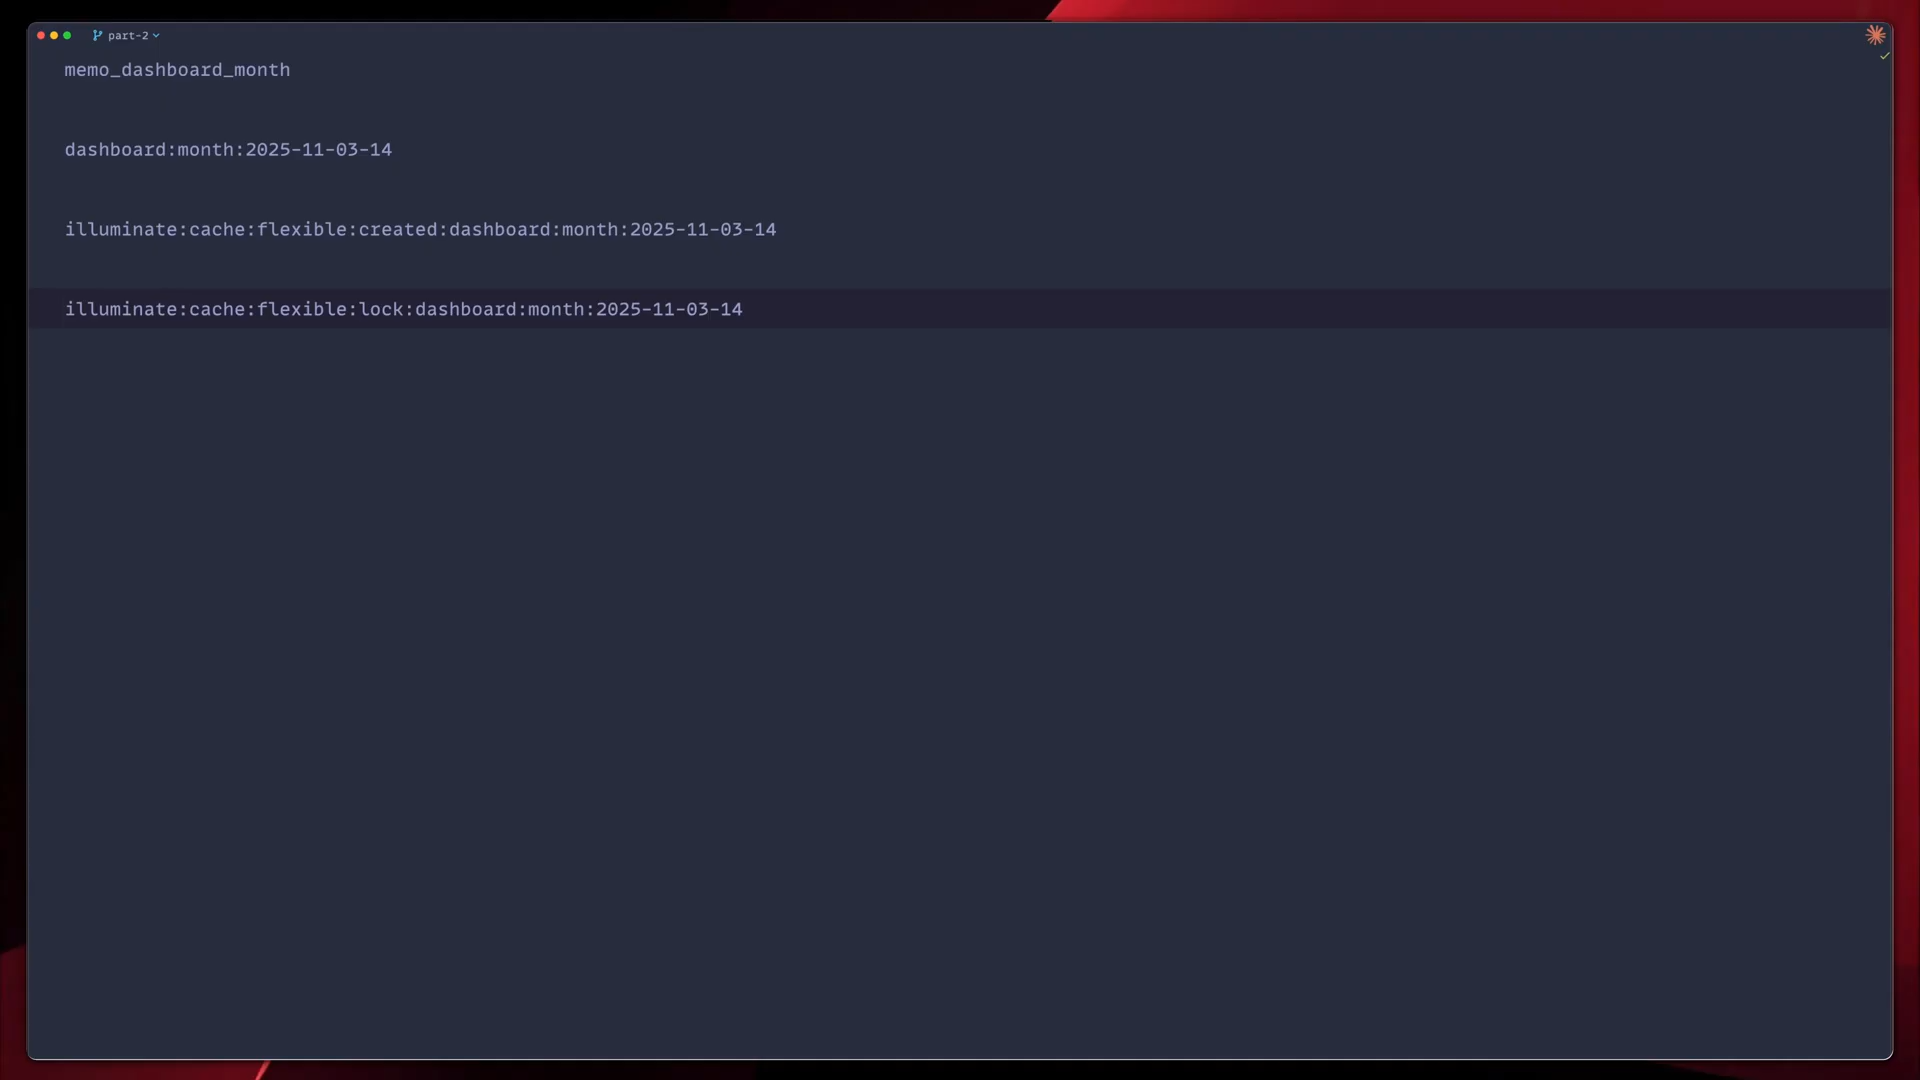 part-2
memo_dashboard_month
dashboard:month:2025-11-03-14
illuminate:cache:flexible:created:dashboard:month:2025-11-03-14
illuminate:cache:flexible:lock:dashboard:month:2025-11-03-14